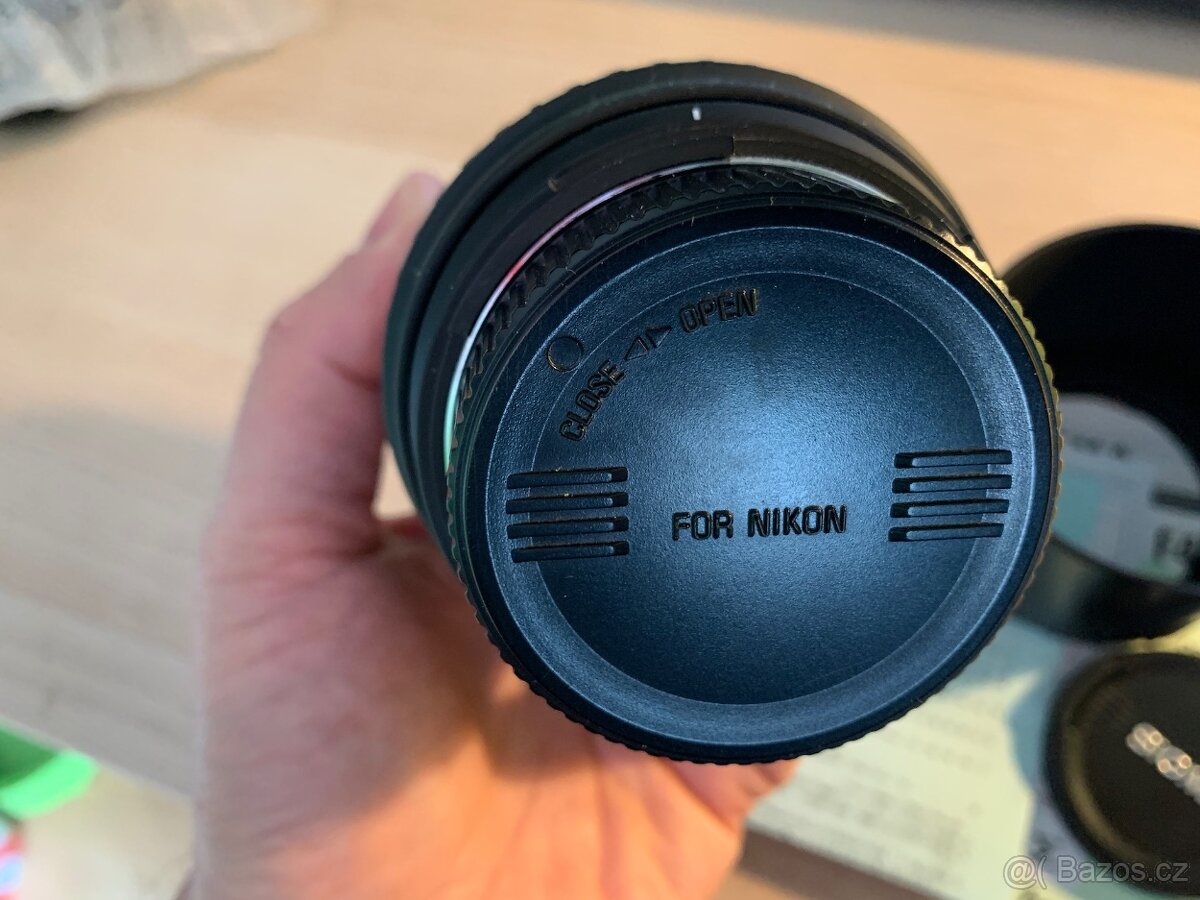 CLOSE ◁▶ OPEN
FOR NIKON
@( Bazos.cz